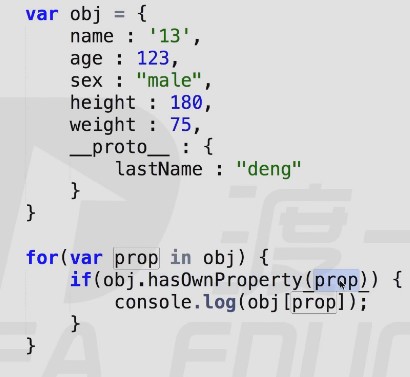 var obj = {
    name : '13',
    age : 123,
    sex : "male",
    height : 180,
    weight : 75,
    __proto__ : {
        lastName : "deng"
    }
}

for(var prop in obj) {
    if(obj.hasOwnProperty(prop)) {
        console.log(obj[prop]);
    }
}